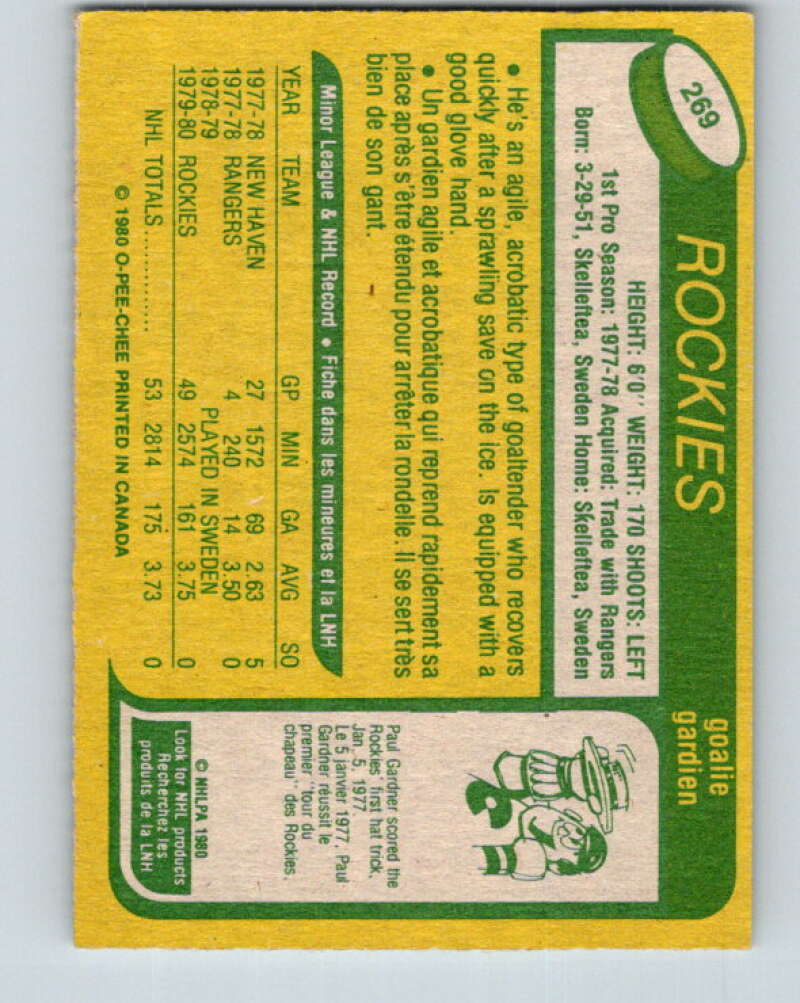 269
ROCKIES
goalie
gardien
HEIGHT: 6'0'' WEIGHT: 170 SHOOTS: LEFT
1st Pro Season: 1977-78 Acquired: Trade with Rangers
Born: 3-29-51, Skelleftea, Sweden Home: Skelleftea, Sweden
• He's an agile, acrobatic type of goaltender who recovers
quickly after a sprawling save on the ice. Is equipped with a
good glove hand.
• Un gardien agile et acrobatique qui reprend rapidement sa
place après s'être étendu pour arrêter la rondelle. Il se sert très
bien de son gant.
Minor League & NHL Record • Fiche dans les mineures et la LNH
YEAR TEAM GP MIN GA AVG SO
1977-78 NEW HAVEN 27 1572 69 2.63 5
1977-78 RANGERS 4 240 14 3.50 0
1978-79 PLAYED IN SWEDEN
1979-80 ROCKIES 49 2574 161 3.75 0
NHL TOTALS............ 53 2814 175 3.73 0
© 1980 O-PEE-CHEE PRINTED IN CANADA
Paul Gardner scored the
Rockies' first hat trick,
Jan. 5, 1977.
Le 5 janvier 1977, Paul
Gardner réussit le
premier "tour du
chapeau" des Rockies.
© NHLPA 1980
Look for NHL products
Recherchez les
produits de la LNH